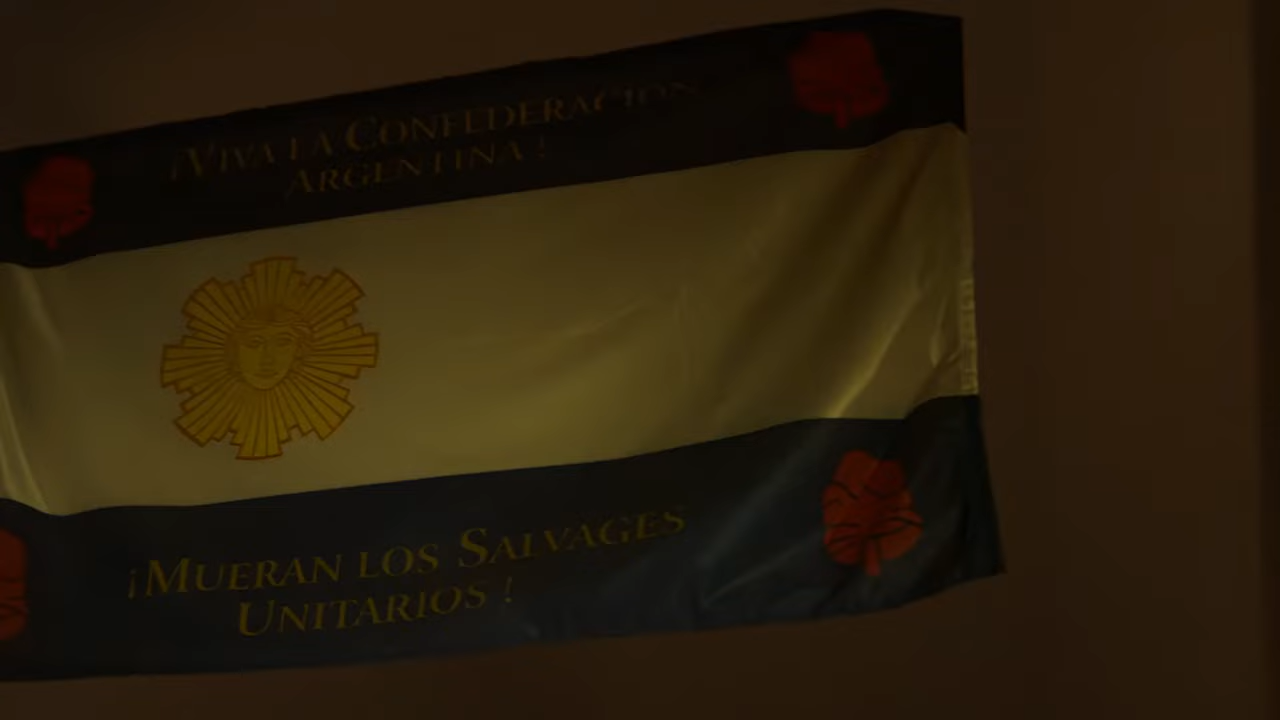 ¡VIVA LA CONFEDERACION
ARGENTINA !
¡MUERAN LOS SALVAGES
UNITARIOS !